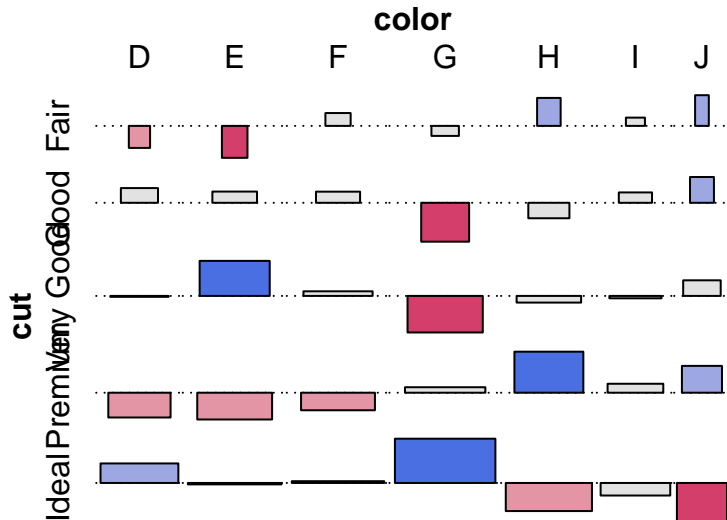 color
D E F G H I J
cut
Fair
Good
Very Good
Premium
Ideal